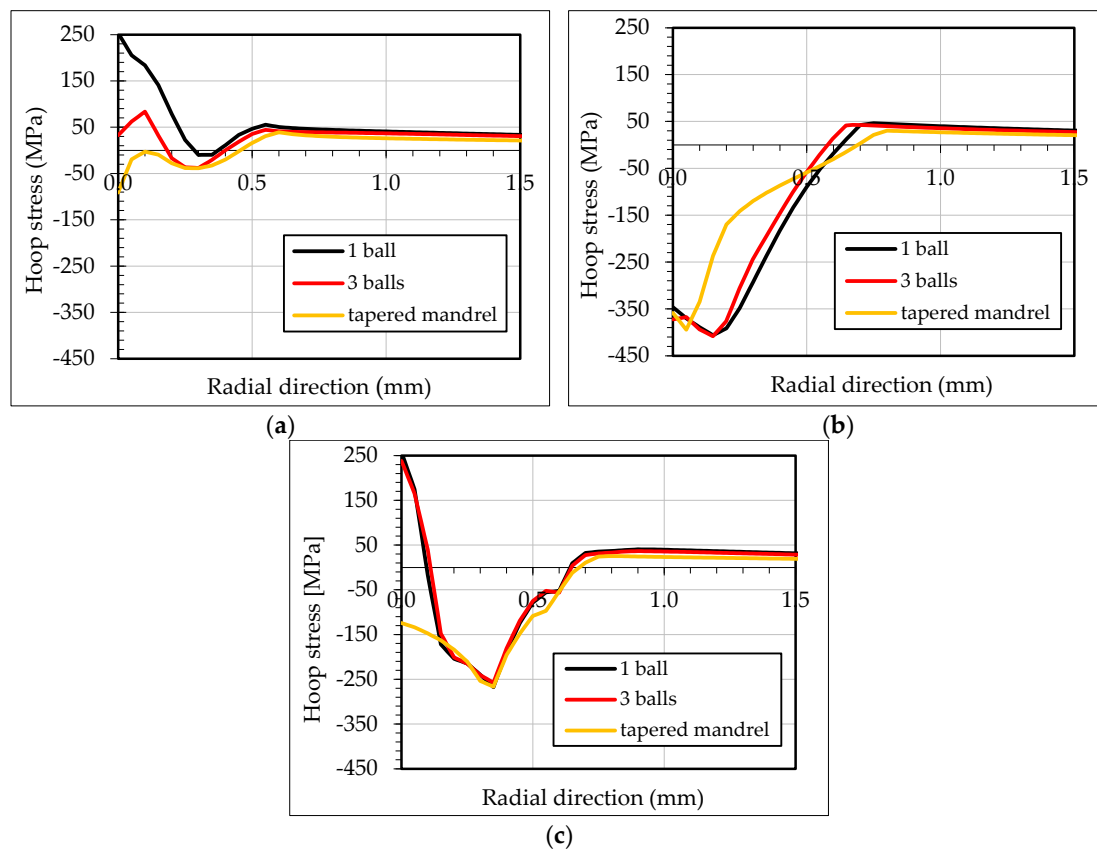 250
150
50
-50
-150
-250
-350
-450
Hoop stress (MPa)
0.0 0.5 1.0 1.5
1 ball
3 balls
tapered mandrel
Radial direction (mm)
(a)
250
150
50
-50
-150
-250
-350
-450
Hoop stress (MPa)
0.0 0.5 1.0 1.5
1 ball
3 balls
tapered mandrel
Radial direction (mm)
(b)
250
150
50
-50
-150
-250
-350
-450
Hoop stress [MPa]
0.0 0.5 1.0 1.5
1 ball
3 balls
tapered mandrel
Radial direction (mm)
(c)